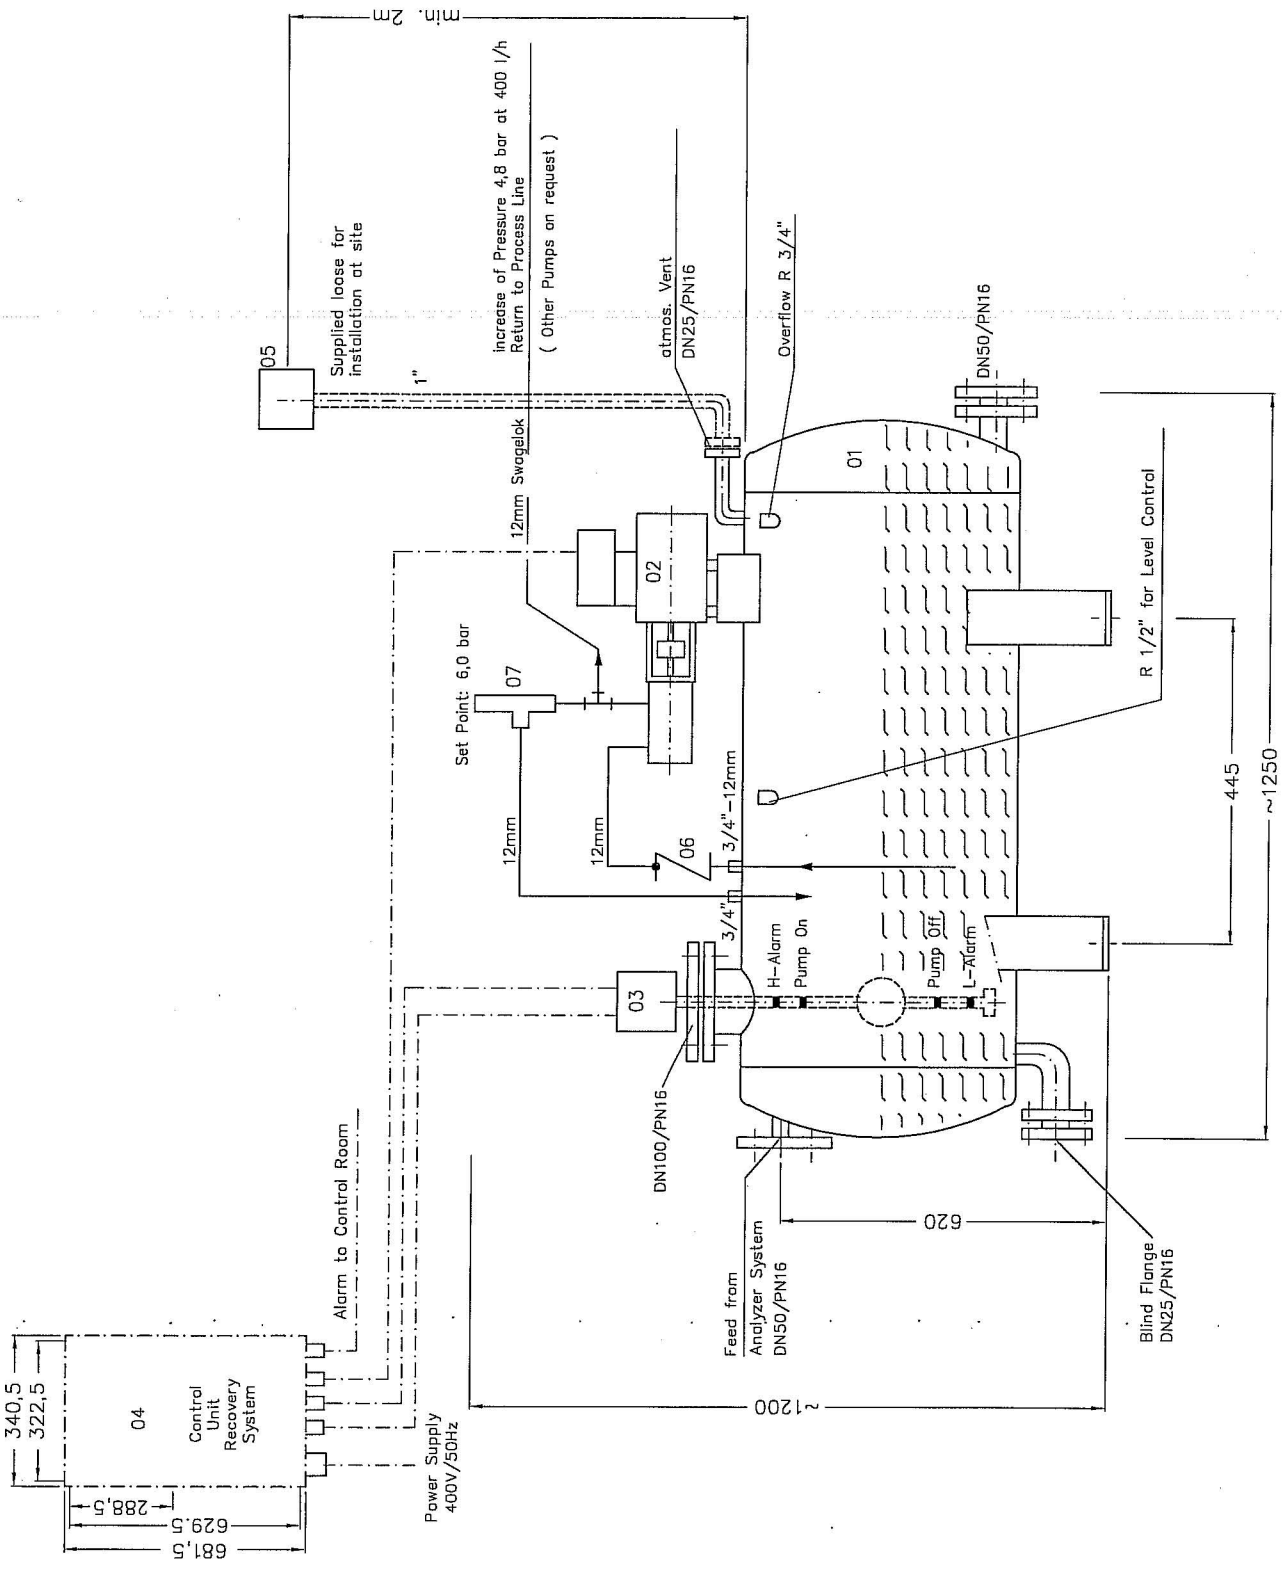 340,5
322,5
681,5
629.5
288,5
04
Control
Unit
Recovery
System
Power Supply
400V/50Hz
Alarm to Control Room
05
Supplied loose for
installation at site
min. 2m
1"
12mm Swagelok
increase of Pressure 4,8 bar at 400 l/h
Return to Process Line
( Other Pumps on request )
Set Point: 6,0 bar
07
02
12mm
12mm
06
3/4"
3/4"-12mm
03
DN100/PN16
atmos. Vent
DN25/PN16
Overflow R 3/4"
H-Alarm
Pump On
Pump Off
L-Alarm
01
DN50/PN16
R 1/2" for Level Control
Feed from
Analyzer System
DN50/PN16
Blind Flange
DN25/PN16
~1200
620
445
~1250